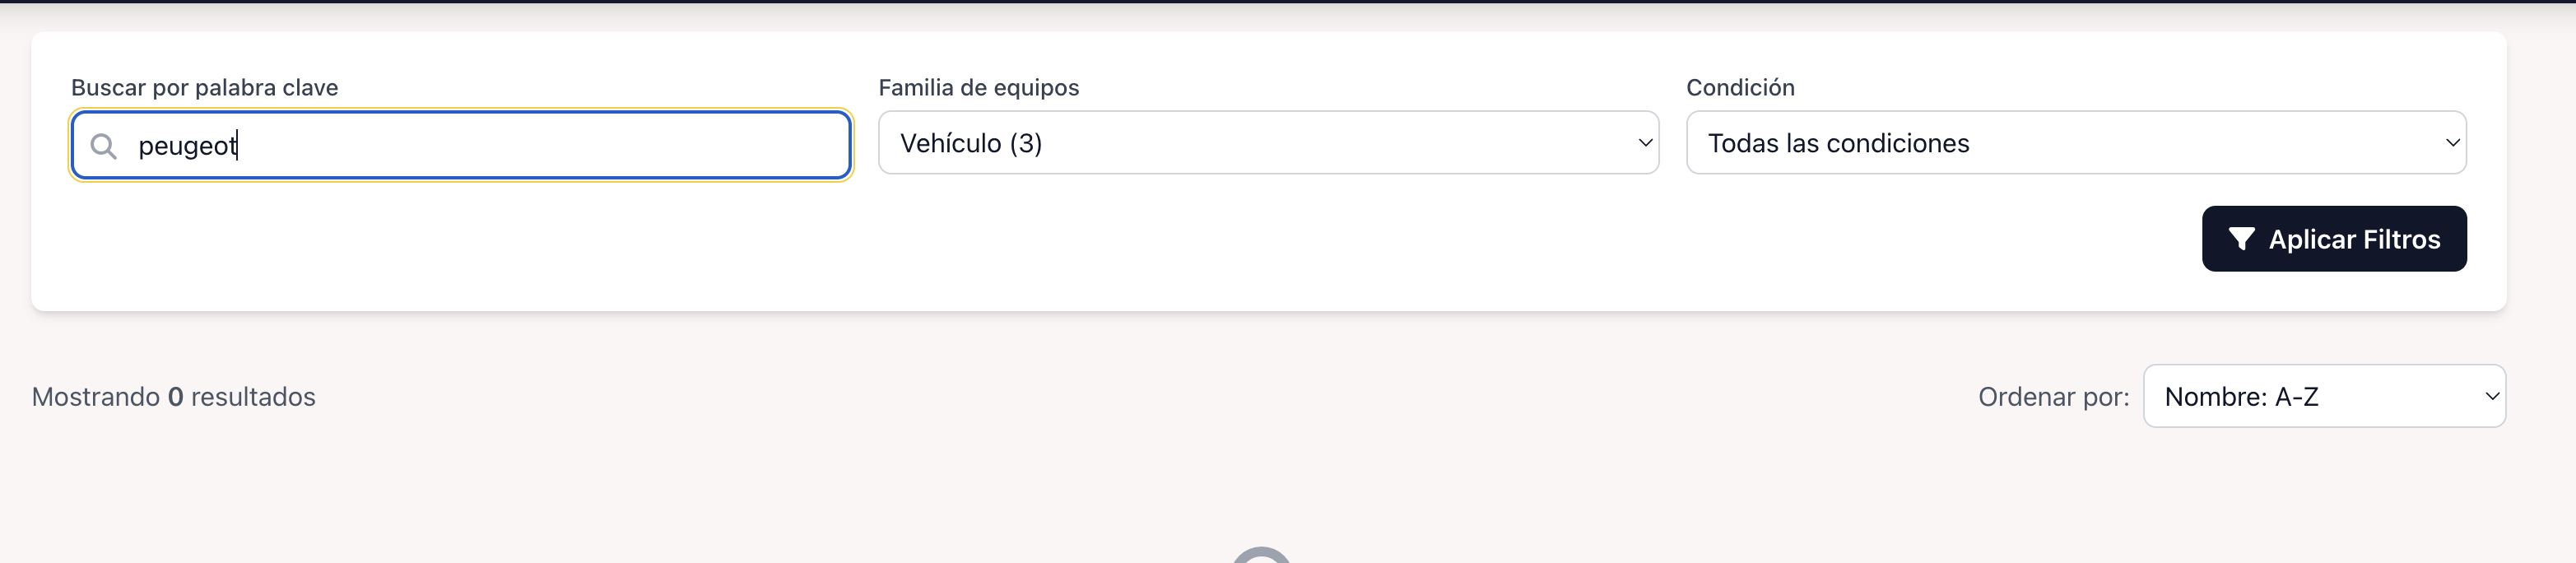 Buscar por palabra clave
peugeot
Familia de equipos
Vehículo (3)
Condición
Todas las condiciones
Aplicar Filtros
Mostrando 0 resultados
Ordenar por:
Nombre: A-Z